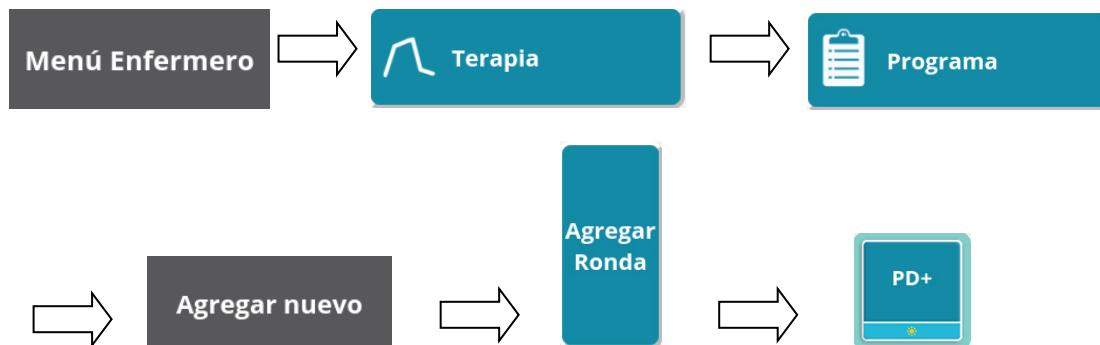 Menú Enfermero
Terapia
Programa
Agregar nuevo
Agregar
Ronda
PD+